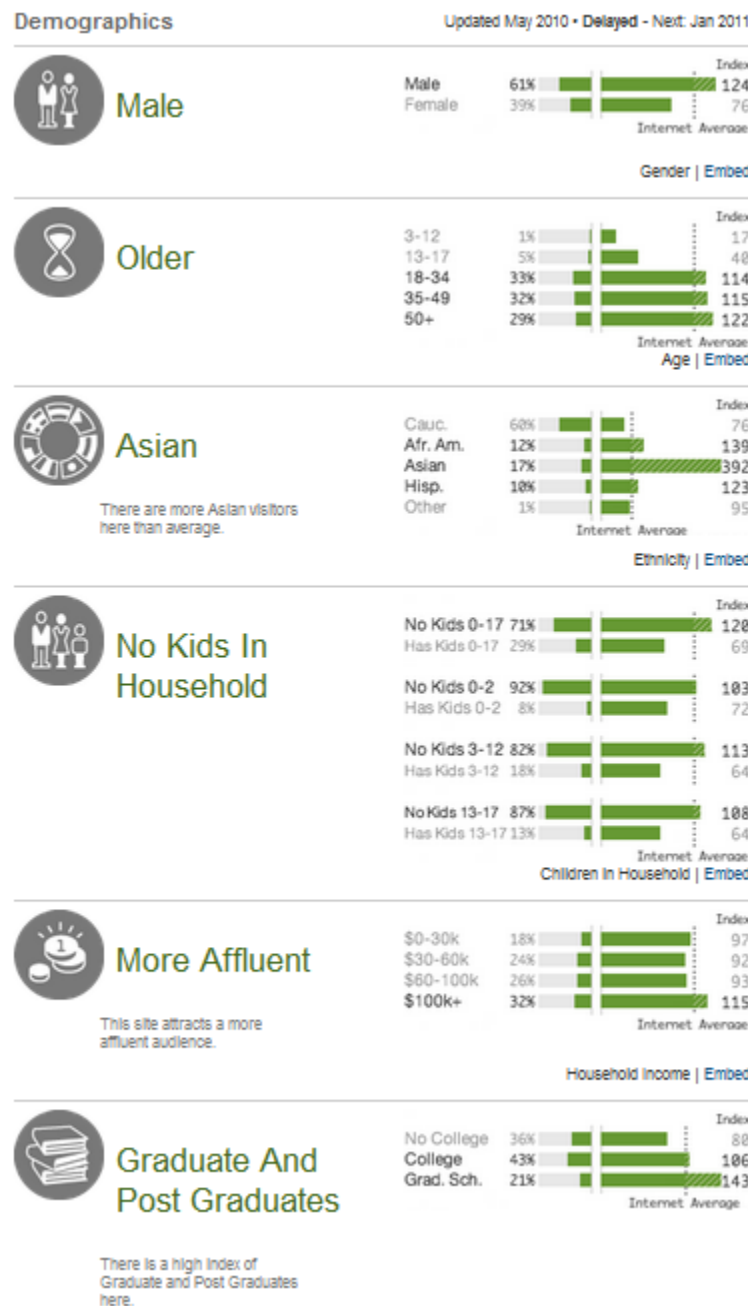 Demographics
Updated May 2010 • Delayed - Next: Jan 2011
Index
Male
Male 61% 124
Female 39% 76
Internet Average
Gender | Embed
Index
Older
3-12 1% 17
13-17 5% 40
18-34 33% 114
35-49 32% 115
50+ 29% 122
Internet Average
Age | Embed
Index
Asian
Cauc. 60% 76
Afr. Am. 12% 139
Asian 17% 392
Hisp. 10% 123
Other 1% 95
There are more Asian visitors
here than average.
Internet Average
Ethnicity | Embed
Index
No Kids In
Household
No Kids 0-17 71% 120
Has Kids 0-17 29% 69
No Kids 0-2 92% 103
Has Kids 0-2 8% 72
No Kids 3-12 82% 113
Has Kids 3-12 18% 64
No Kids 13-17 87% 108
Has Kids 13-17 13% 64
Internet Average
Children in Household | Embed
Index
1
More Affluent
$0-30k 18% 97
$30-60k 24% 92
$60-100k 26% 93
$100k+ 32% 115
This site attracts a more
affluent audience.
Internet Average
Household Income | Embed
Index
Graduate And
Post Graduates
No College 36% 80
College 43% 106
Grad. Sch. 21% 143
Internet Average
There is a high index of
Graduate and Post Graduates
here.